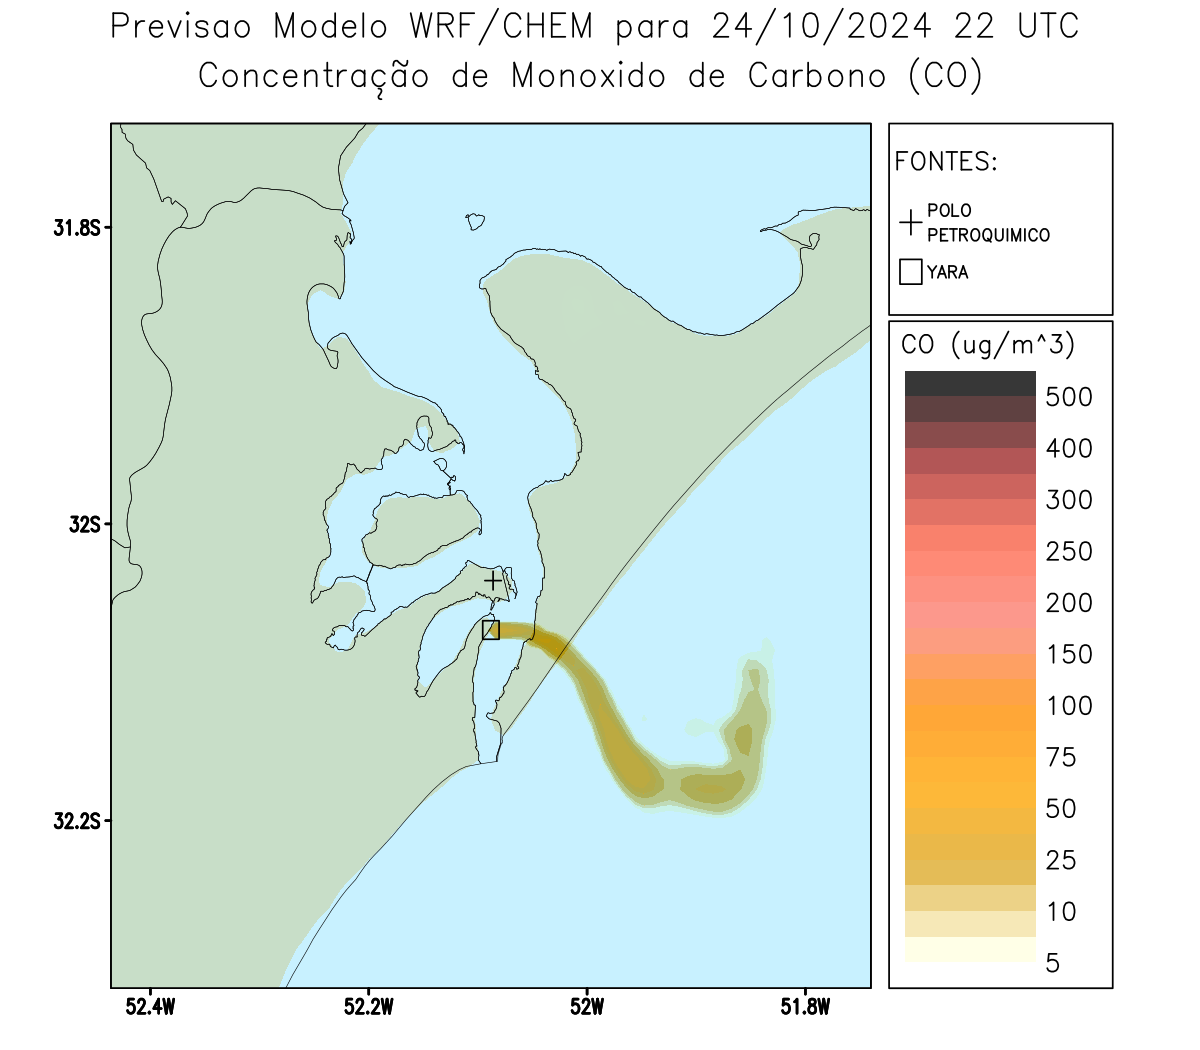 Previsao Modelo WRF/CHEM para 24/10/2024 22 UTC
Concentração de Monoxido de Carbono (CO)
FONTES:
POLO
PETROQUIMICO
YARA
CO (ug/m^3)
500
400
300
250
200
150
100
75
50
25
10
5
31.8S
32S
32.2S
52.4W
52.2W
52W
51.8W